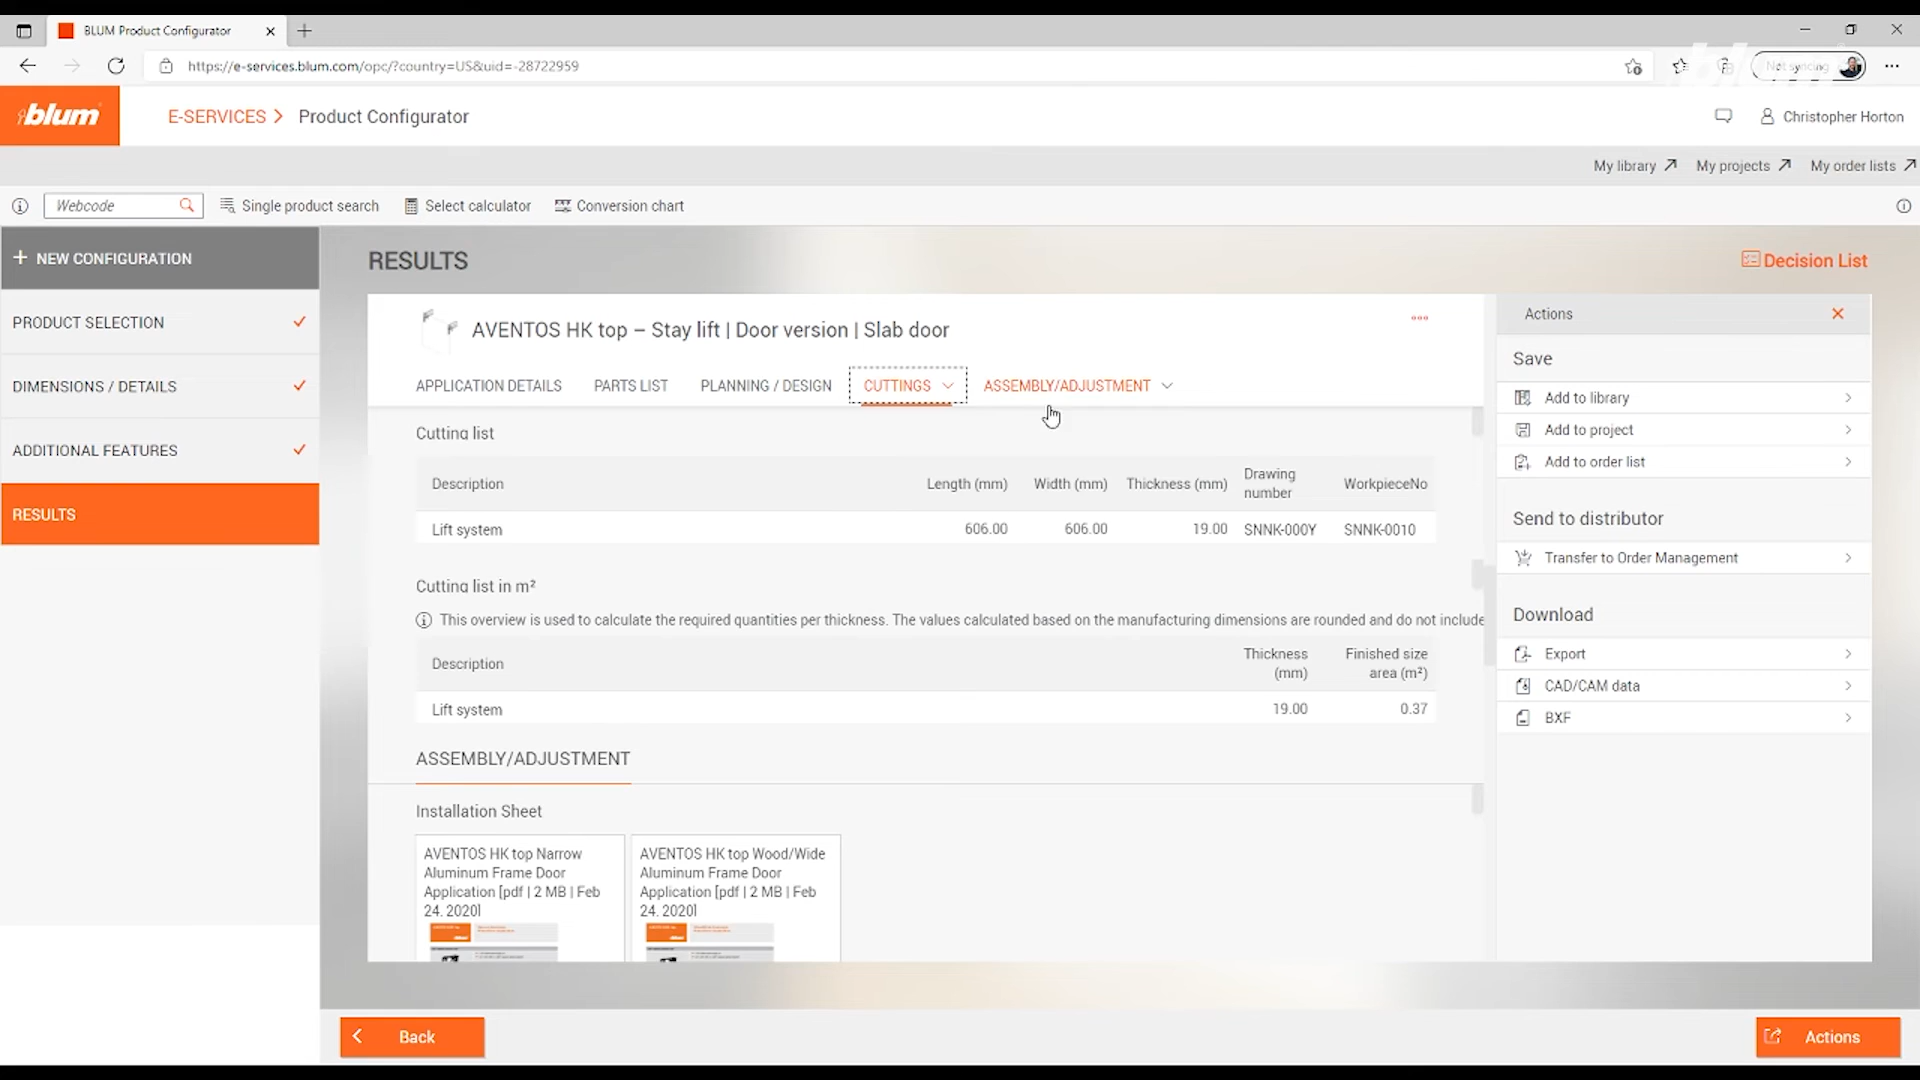 BLUM Product Configurator
https://e-services.blum.com/opc/?country=US&uid=-28722959
Not syncing
blum
E-SERVICES
Product Configurator
Christopher Horton
My library
My projects
My order lists
Webcode
Single product search
Select calculator
Conversion chart
+ NEW CONFIGURATION
PRODUCT SELECTION
DIMENSIONS / DETAILS
ADDITIONAL FEATURES
RESULTS
RESULTS
Decision List
AVENTOS HK top – Stay lift | Door version | Slab door
APPLICATION DETAILS
PARTS LIST
PLANNING / DESIGN
CUTTINGS
ASSEMBLY/ADJUSTMENT
Cutting list
Description
Length (mm)
Width (mm)
Thickness (mm)
Drawing
number
WorkpieceNo
Lift system
606.00
606.00
19.00
SNNK-000Y
SNNK-0010
Cutting list in m²
This overview is used to calculate the required quantities per thickness. The values calculated based on the manufacturing dimensions are rounded and do not include
Description
Thickness
(mm)
Finished size
area (m²)
Lift system
19.00
0.37
ASSEMBLY/ADJUSTMENT
Installation Sheet
AVENTOS HK top Narrow
Aluminum Frame Door
Application [pdf | 2 MB | Feb
24, 2020]
AVENTOS HK top Wood/Wide
Aluminum Frame Door
Application [pdf | 2 MB | Feb
24, 2020]
Actions
Save
Add to library
Add to project
Add to order list
Send to distributor
Transfer to Order Management
Download
Export
CAD/CAM data
BXF
Back
Actions